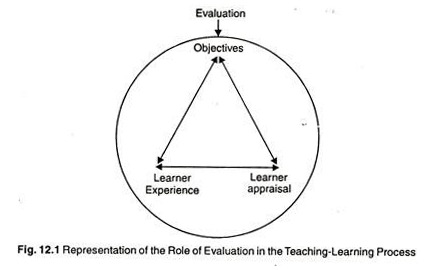 Evaluation
Objectives
Learner
Experience
Learner
appraisal
Fig. 12.1 Representation of the Role of Evaluation in the Teaching-Learning Process